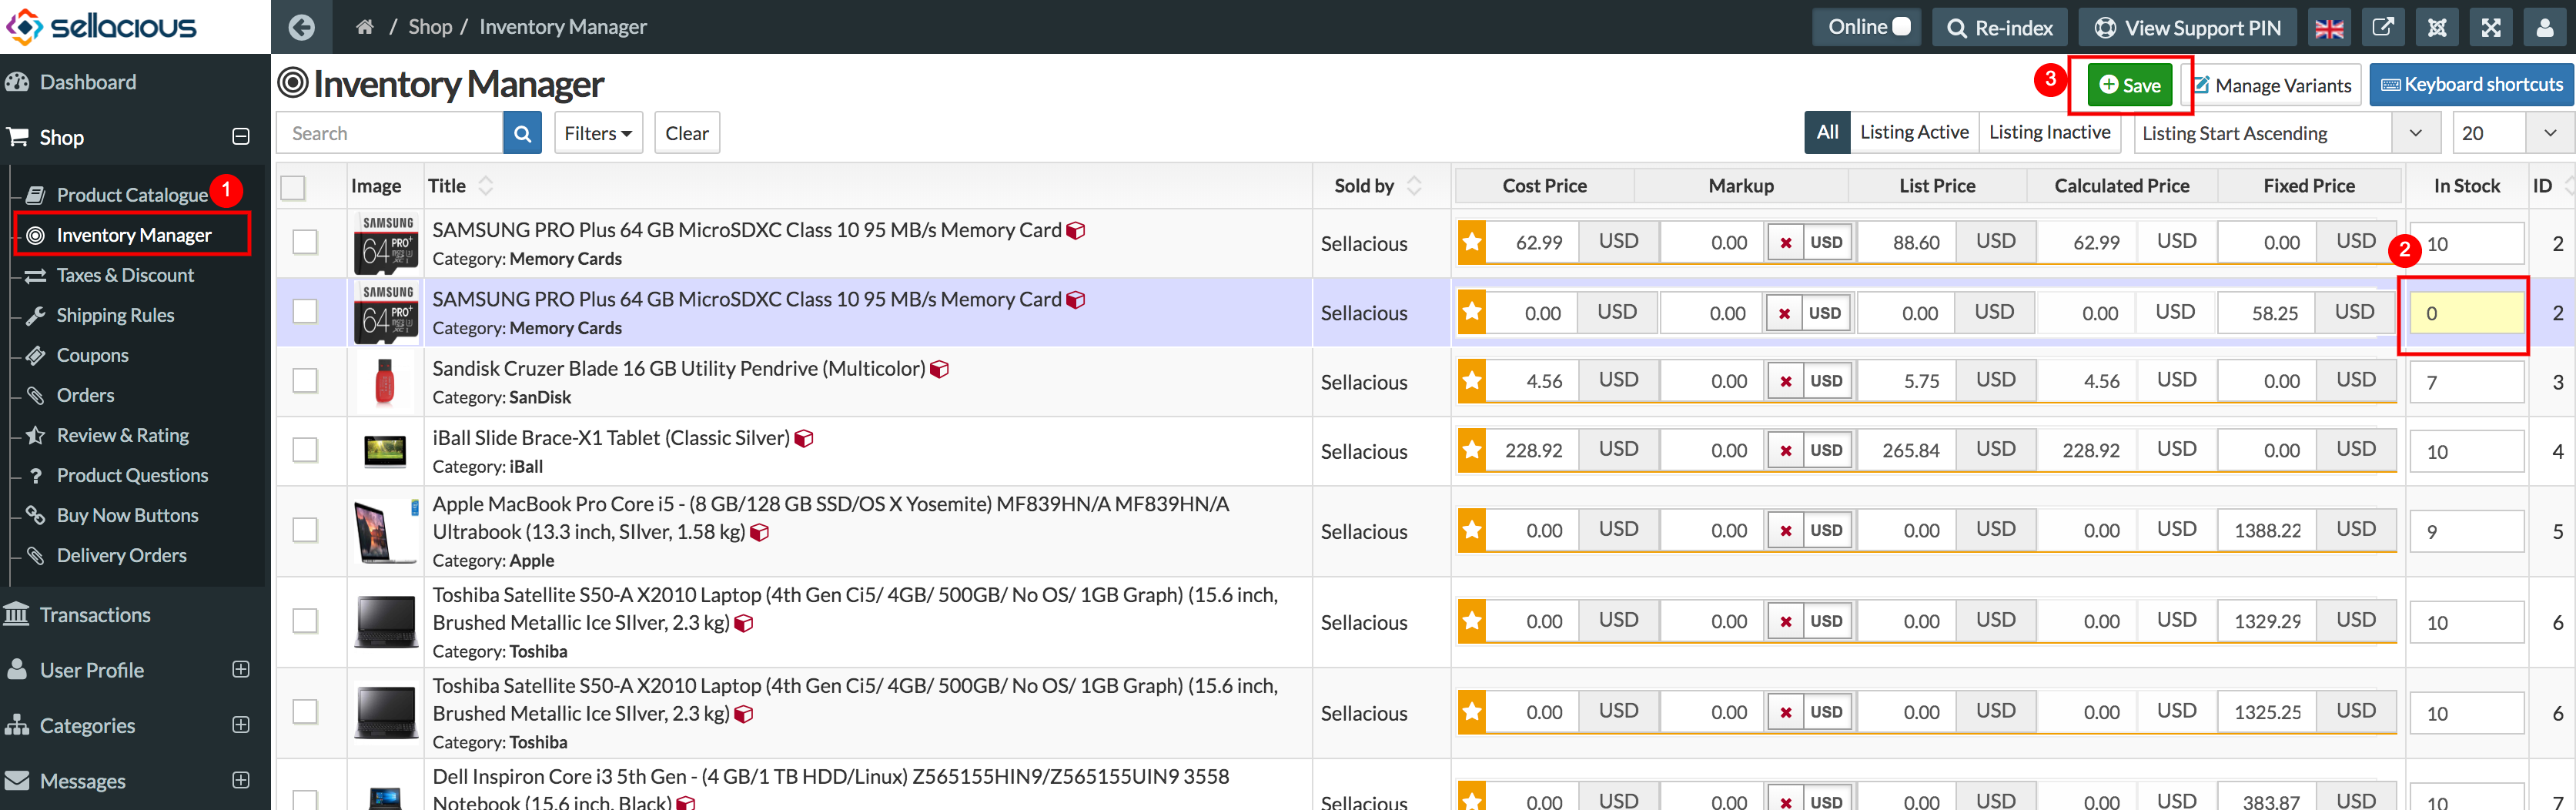 sellacious
/ Shop / Inventory Manager
Online
Re-index
View Support PIN
Dashboard
Shop
Product Catalogue
1
Inventory Manager
Taxes & Discount
Shipping Rules
Coupons
Orders
Review & Rating
Product Questions
Buy Now Buttons
Delivery Orders
Transactions
User Profile
Categories
Messages
Inventory Manager
3
Save
Manage Variants
Keyboard shortcuts
Search
Filters
Clear
All
Listing Active
Listing Inactive
Listing Start Ascending
20
Image Title Sold by Cost Price Markup List Price Calculated Price Fixed Price In Stock ID
SAMSUNG
64 PRO+
SAMSUNG PRO Plus 64 GB MicroSDXC Class 10 95 MB/s Memory Card
Category: Memory Cards
Sellacious 62.99 USD 0.00 USD 88.60 USD 62.99 USD 0.00 USD 10 2
2
SAMSUNG
64 PRO+
SAMSUNG PRO Plus 64 GB MicroSDXC Class 10 95 MB/s Memory Card
Category: Memory Cards
Sellacious 0.00 USD 0.00 USD 0.00 USD 0.00 USD 58.25 USD 0 2
Sandisk Cruzer Blade 16 GB Utility Pendrive (Multicolor)
Category: SanDisk
Sellacious 4.56 USD 0.00 USD 5.75 USD 4.56 USD 0.00 USD 7 3
iBall Slide Brace-X1 Tablet (Classic Silver)
Category: iBall
Sellacious 228.92 USD 0.00 USD 265.84 USD 228.92 USD 0.00 USD 10 4
Apple MacBook Pro Core i5 - (8 GB/128 GB SSD/OS X Yosemite) MF839HN/A MF839HN/A
Ultrabook (13.3 inch, SIlver, 1.58 kg)
Category: Apple
Sellacious 0.00 USD 0.00 USD 0.00 USD 0.00 USD 1388.22 USD 9 5
Toshiba Satellite S50-A X2010 Laptop (4th Gen Ci5/ 4GB/ 500GB/ No OS/ 1GB Graph) (15.6 inch,
Brushed Metallic Ice SIlver, 2.3 kg)
Category: Toshiba
Sellacious 0.00 USD 0.00 USD 0.00 USD 0.00 USD 1329.29 USD 10 6
Toshiba Satellite S50-A X2010 Laptop (4th Gen Ci5/ 4GB/ 500GB/ No OS/ 1GB Graph) (15.6 inch,
Brushed Metallic Ice SIlver, 2.3 kg)
Category: Toshiba
Sellacious 0.00 USD 0.00 USD 0.00 USD 0.00 USD 1325.25 USD 10 6
Dell Inspiron Core i3 5th Gen - (4 GB/1 TB HDD/Linux) Z565155HIN9/Z565155UIN9 3558
Notebook (15.6 inch, Black)
Sellacious 0.00 USD 0.00 USD 0.00 USD 0.00 USD 383.87 USD 10 7